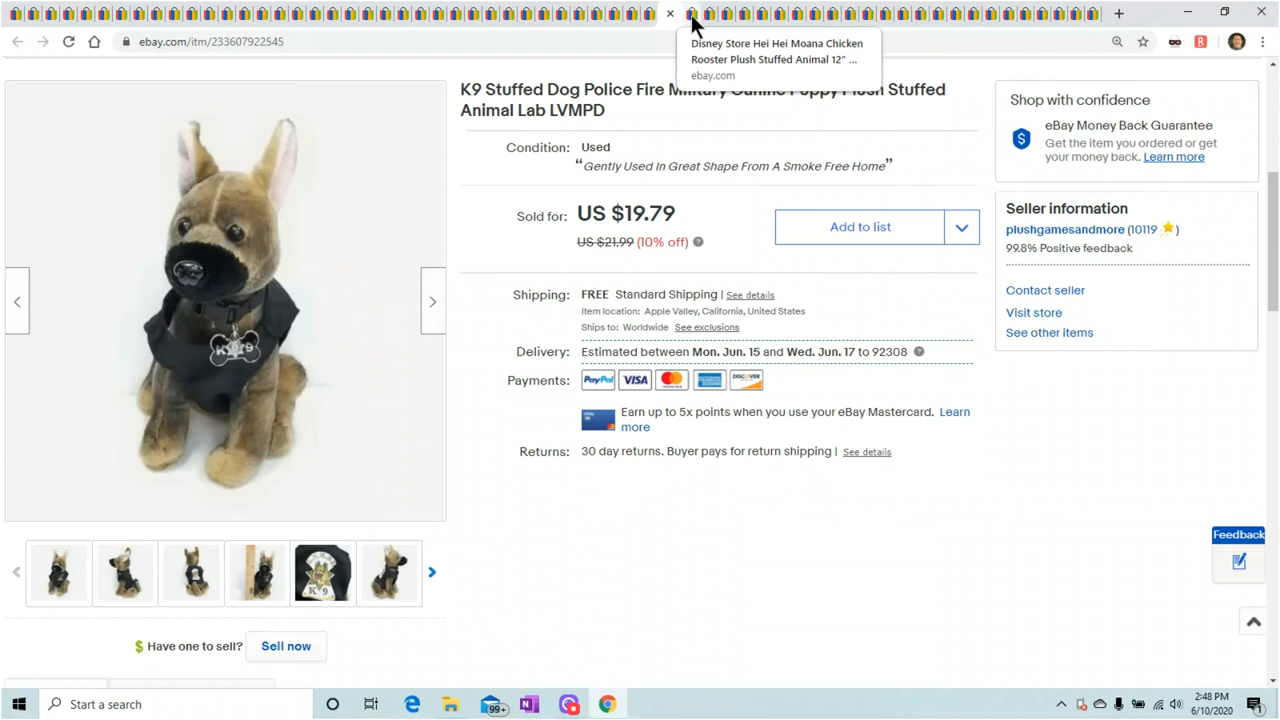 ebay.com/itm/233607922545
Disney Store Hei Hei Moana Chicken
Rooster Plush Stuffed Animal 12" ...
ebay.com
K9 Stuffed Dog Police Fire Military Canine Puppy Plush Stuffed
Animal Lab LVMPD
Condition: Used
“Gently Used In Great Shape From A Smoke Free Home”
Sold for: US $19.79
US $21.99 (10% off)
Add to list
Shipping: FREE Standard Shipping | See details
Item location: Apple Valley, California, United States
Ships to: Worldwide See exclusions
Delivery: Estimated between Mon. Jun. 15 and Wed. Jun. 17 to 92308
Payments: PayPal VISA
DISCOVER
Earn up to 5x points when you use your eBay Mastercard. Learn
more
Returns: 30 day returns. Buyer pays for return shipping | See details
Shop with confidence
eBay Money Back Guarantee
Get the item you ordered or get
your money back. Learn more
Seller information
plushgamesandmore (10119)
99.8% Positive feedback
Contact seller
Visit store
See other items
K9
K 9
Have one to sell? Sell now
Feedback
Start a search
99+
2:48 PM
6/10/2020